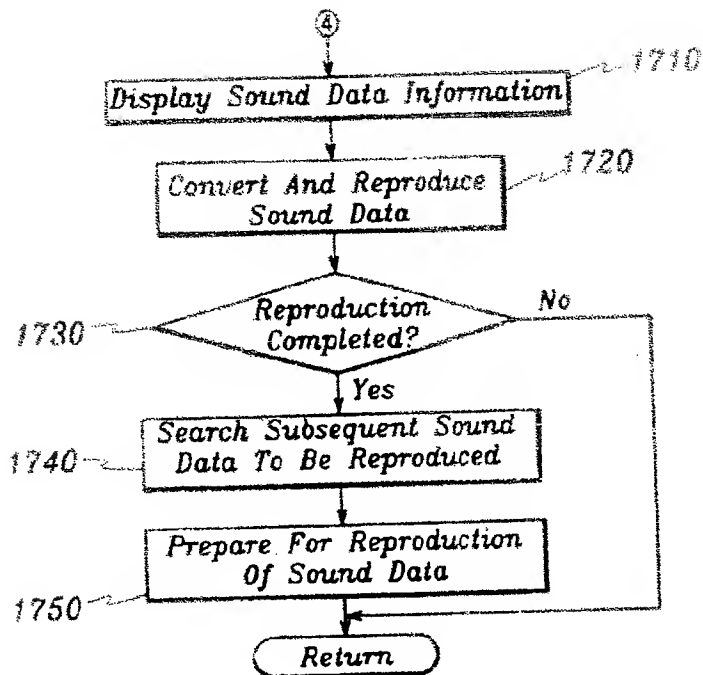 4
1710
Display Sound Data Information
1720
Convert And Reproduce
Sound Data
1730
Reproduction
Completed?
No
Yes
1740
Search Subsequent Sound
Data To Be Reproduced
1750
Prepare For Reproduction
Of Sound Data
Return